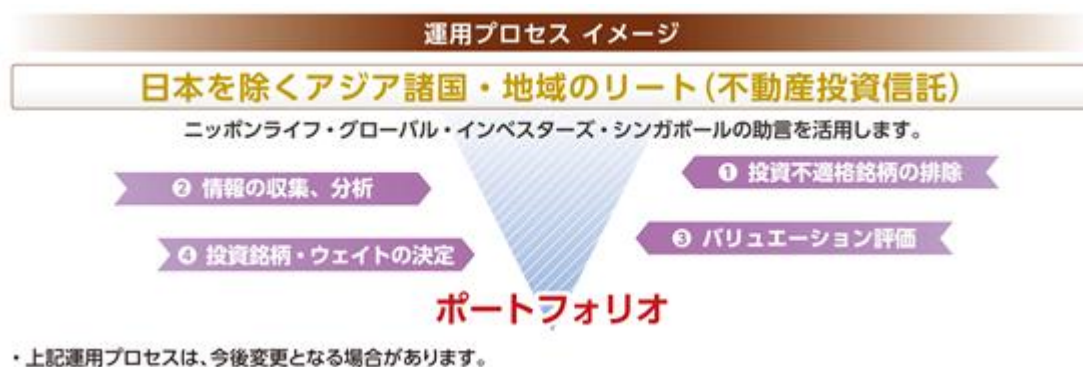 運用プロセス イメージ
日本を除くアジア諸国・地域のリート(不動産投資信託)
ニッポンライフ・グローバル・インベスターズ・シンガポールの助言を活用します。
❶ 投資不適格銘柄の排除
❷ 情報の収集、分析
❸ バリュエーション評価
❹ 投資銘柄・ウェイトの決定
ポートフォリオ
・上記運用プロセスは、今後変更となる場合があります。